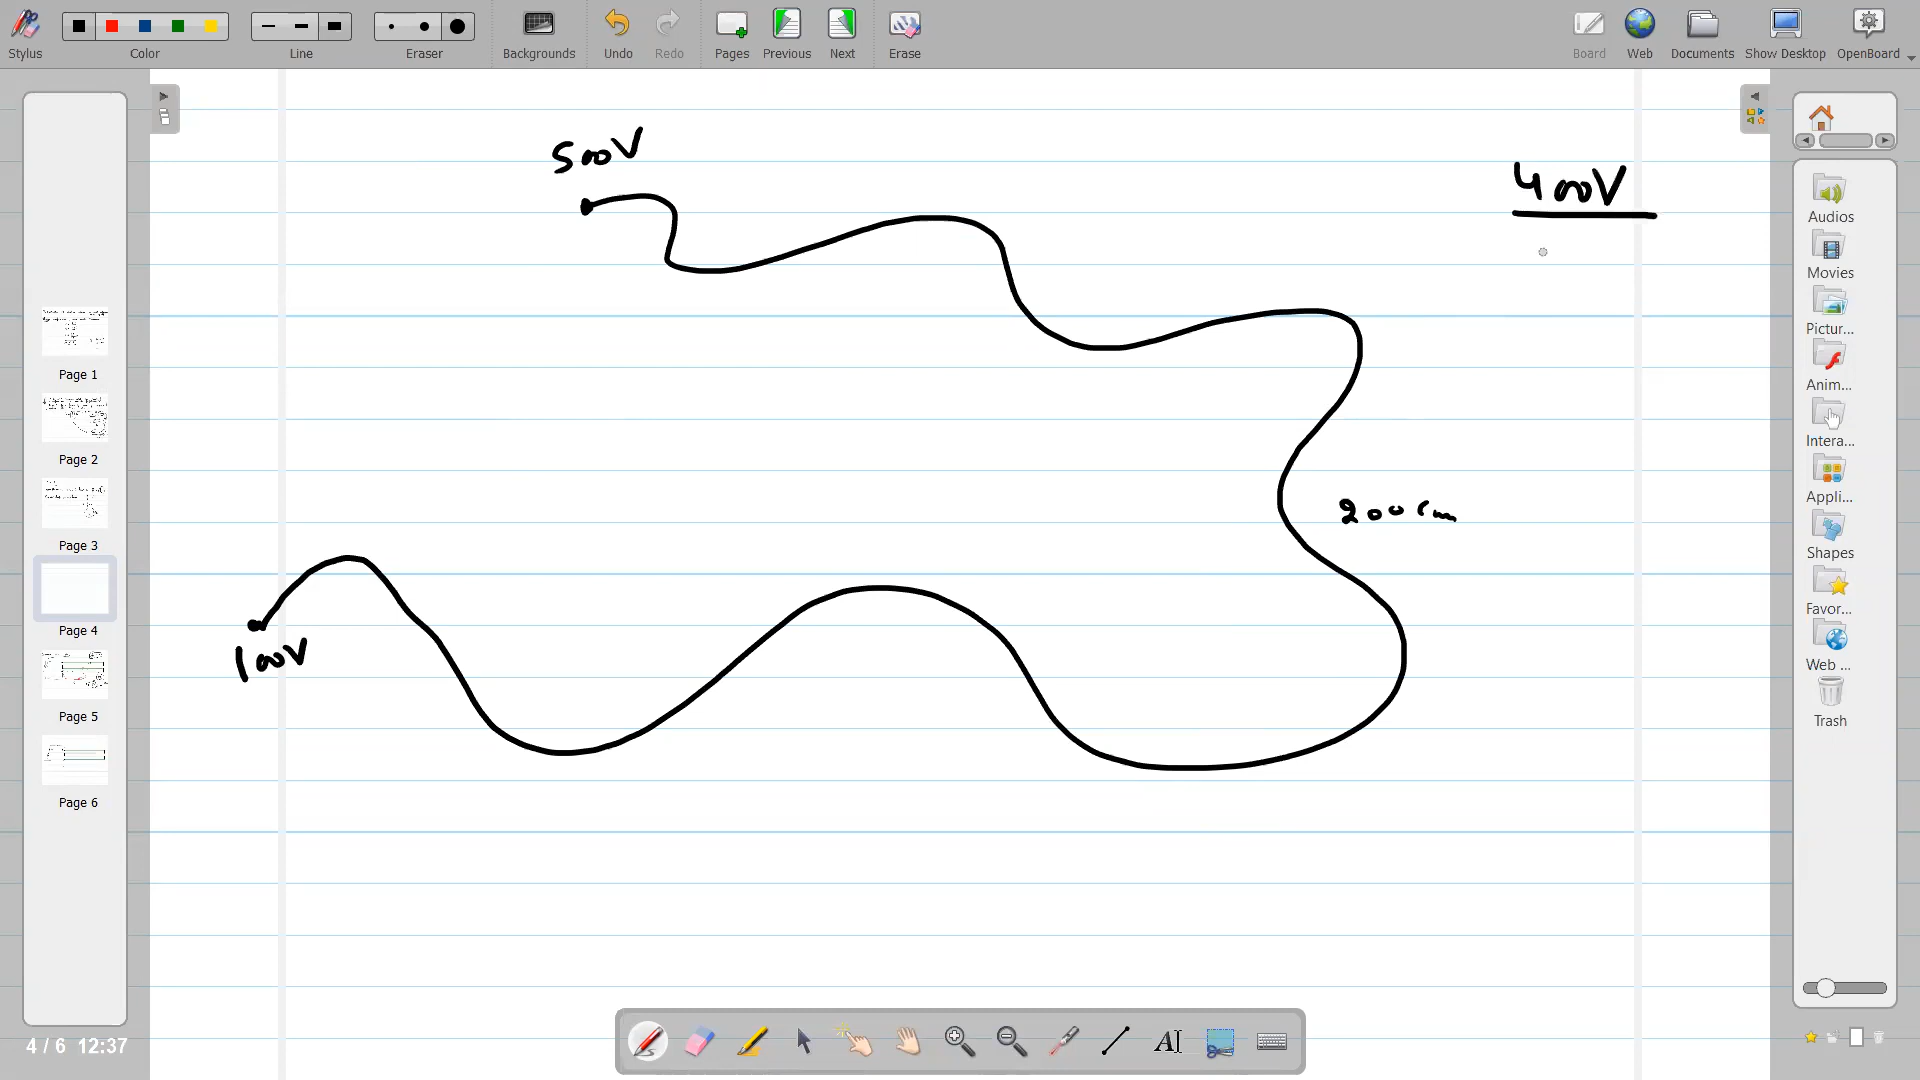 Stylus
Color
Line
Eraser
Backgrounds
Undo
Redo
Pages
Previous
Next
Erase
Board
Web
Documents
Show Desktop
OpenBoard
500V
400V
200cm
100V
Page 1
Page 2
Page 3
Page 4
Page 5
Page 6
4 / 6 12:37
Audios
Movies
Pictur...
Anim...
Intera...
Appli...
Shapes
Favor...
Web ...
Trash